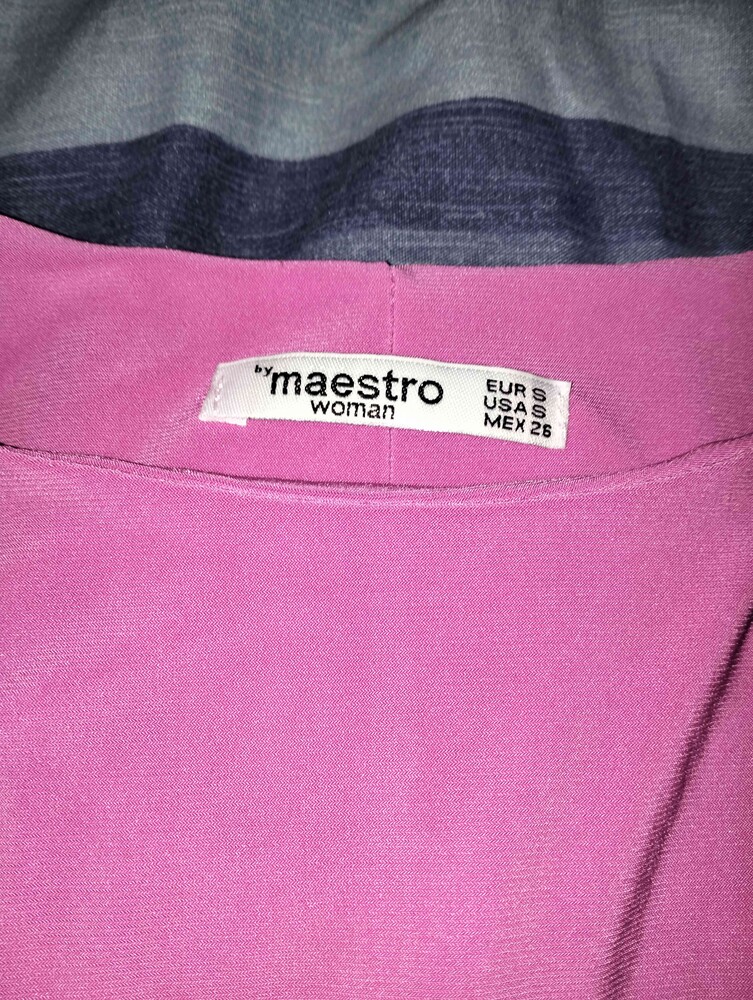 by maestro
woman
EUR S
USA S
MEX 26